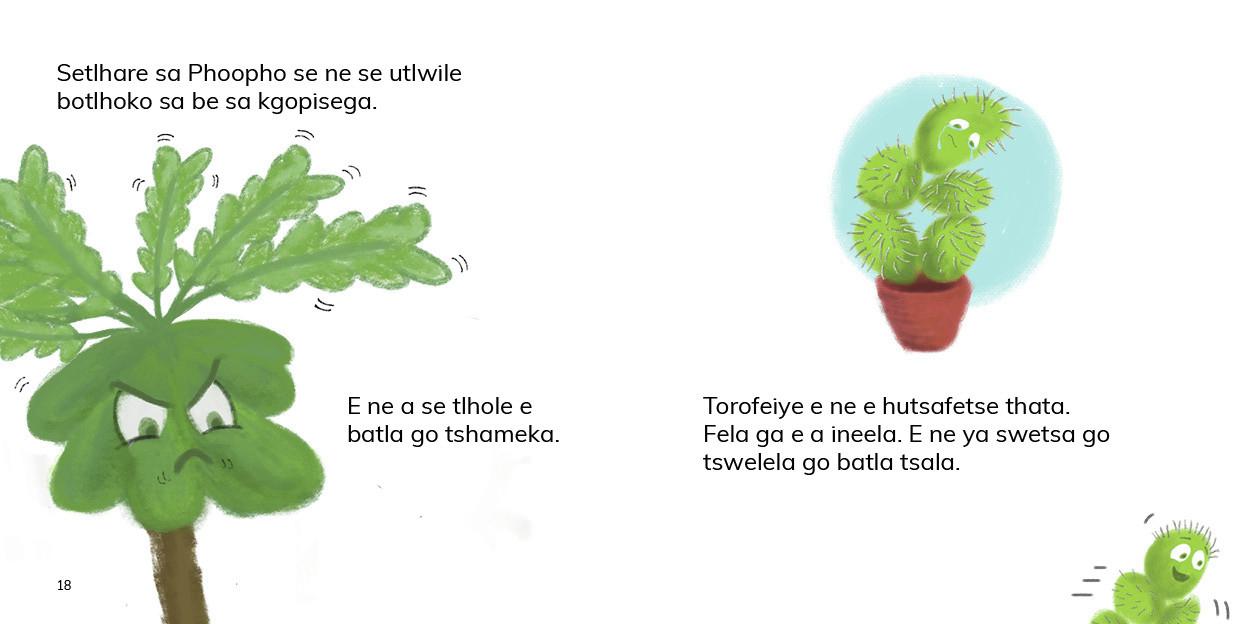 Setlhare sa Phoopho se ne se utlwile
botlhoko sa be sa kgopisega.
E ne a se tlhole e
batla go tshameka.
18
Torofeiye e ne e hutsafetse thata.
Fela ga e a ineela. E ne ya swetsa go
tswelela go batla tsala.